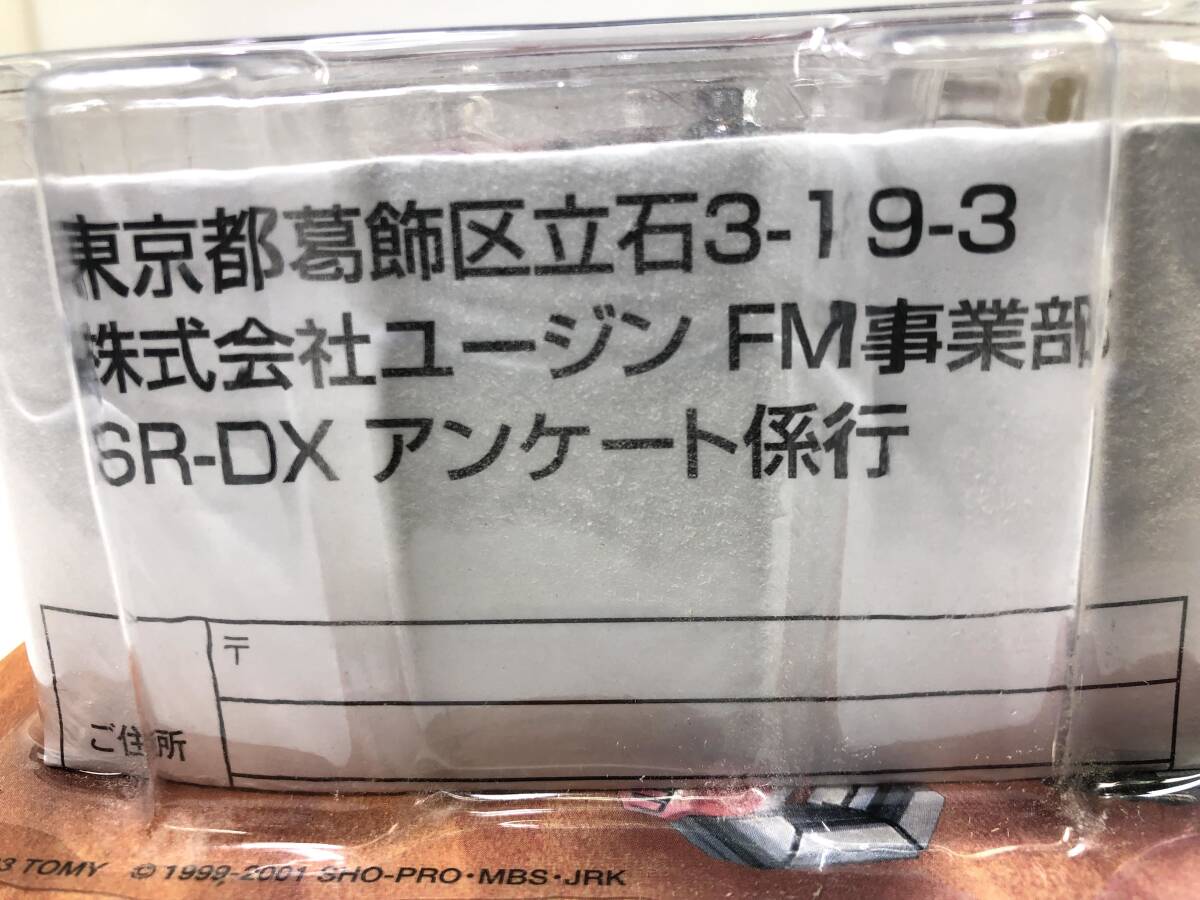 東京都葛飾区立石3-19-3
株式会社ユージン FM事業部
SR-DX アンケート係行
〒
ご住所
3 TOMY © 1999-2001 SHO-PRO・MBS・JRK